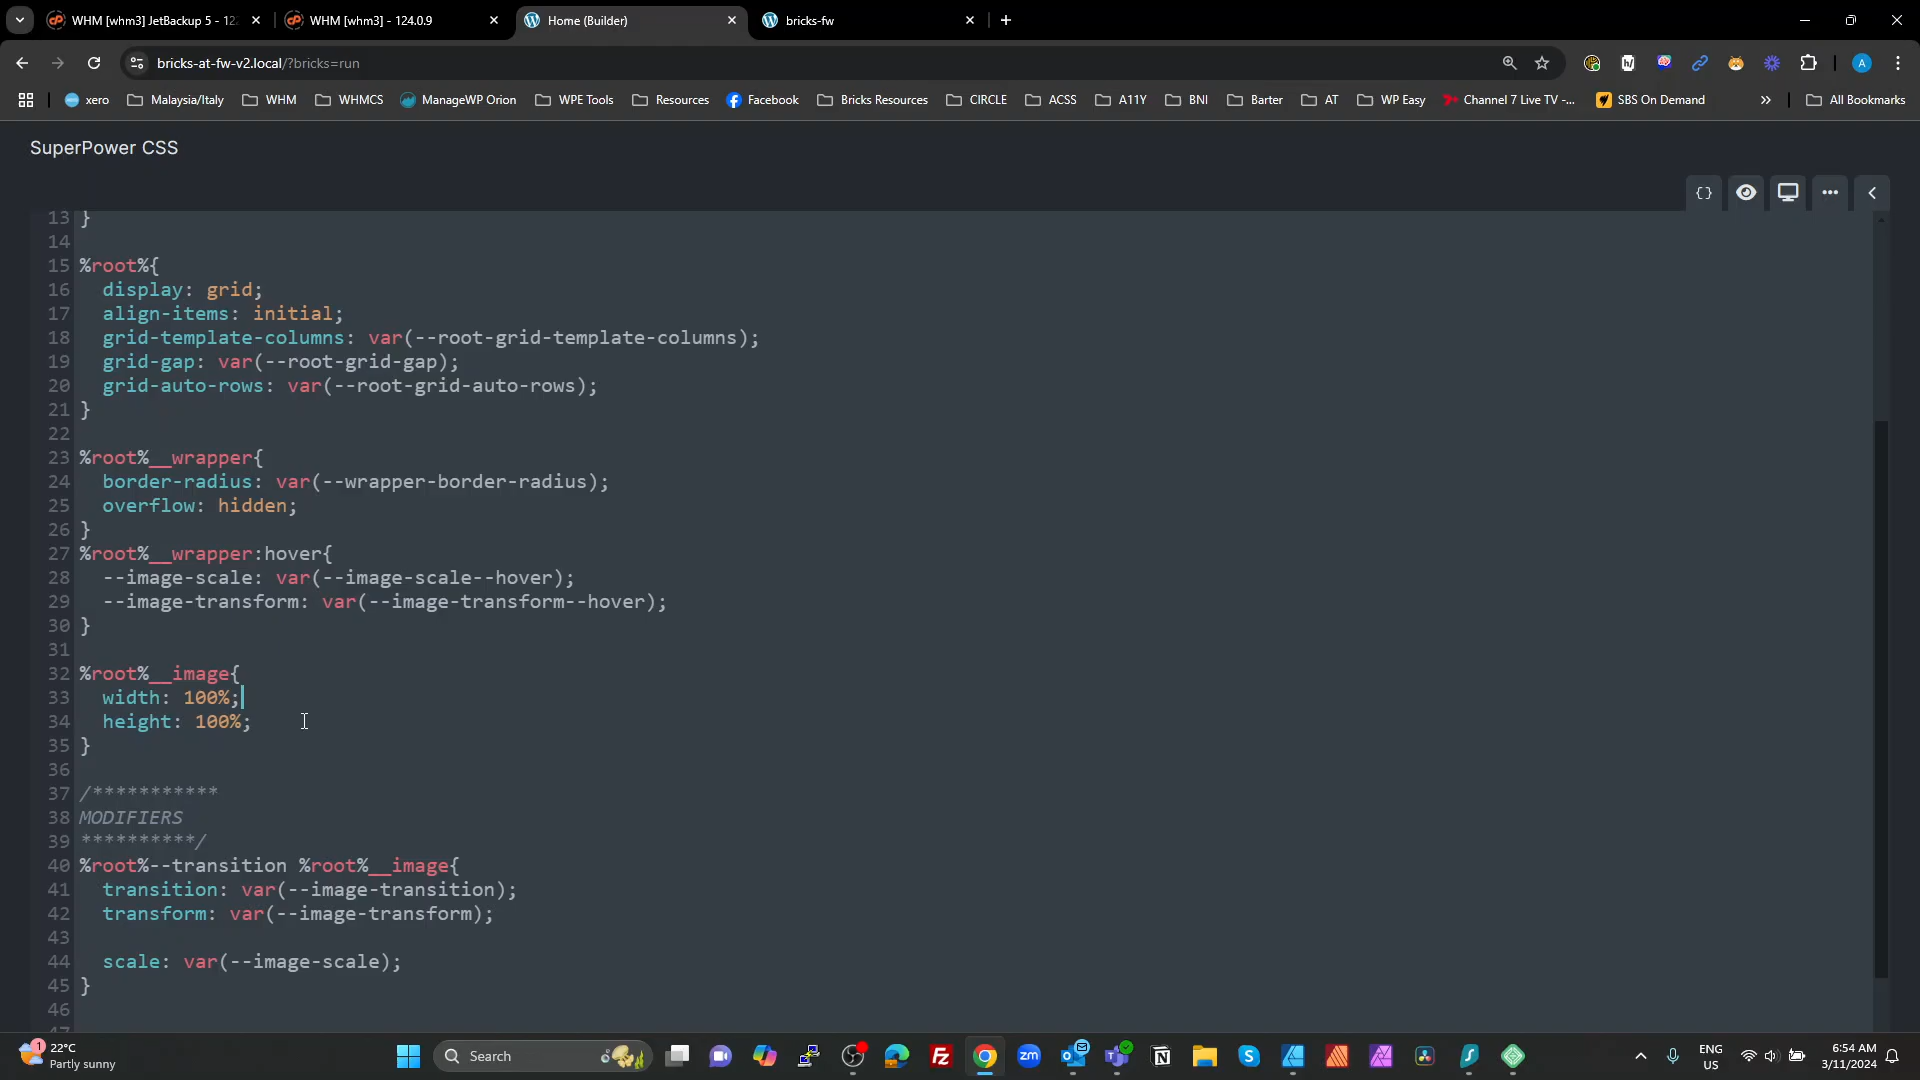 WHM [whm3] JetBackup 5 - 12
WHM [whm3] - 124.0.9
Home (Builder)
bricks-fw
bricks-at-fw-v2.local/?bricks=run
A
xero
Malaysia/Italy
WHM
WHMCS
ManageWP Orion
WPE Tools
Resources
Facebook
Bricks Resources
CIRCLE
ACSS
A11Y
BNI
Barter
AT
WP Easy
Channel 7 Live TV -...
SBS On Demand
All Bookmarks
SuperPower CSS
13 }
14
15 %root%{
16 display: grid;
17 align-items: initial;
18 grid-template-columns: var(--root-grid-template-columns);
19 grid-gap: var(--root-grid-gap);
20 grid-auto-rows: var(--root-grid-auto-rows);
21 }
22
23 %root%__wrapper{
24 border-radius: var(--wrapper-border-radius);
25 overflow: hidden;
26 }
27 %root%__wrapper:hover{
28 --image-scale: var(--image-scale--hover);
29 --image-transform: var(--image-transform--hover);
30 }
31
32 %root%__image{
33 width: 100%;
34 height: 100%;
35 }
36
37 /***********
38 MODIFIERS
39 **********/
40 %root%--transition %root%__image{
41 transition: var(--image-transition);
42 transform: var(--image-transform);
43
44 scale: var(--image-scale);
45 }
46
47
1
22°C
Partly sunny
Search
zm
ENG
US
6:54 AM
3/11/2024